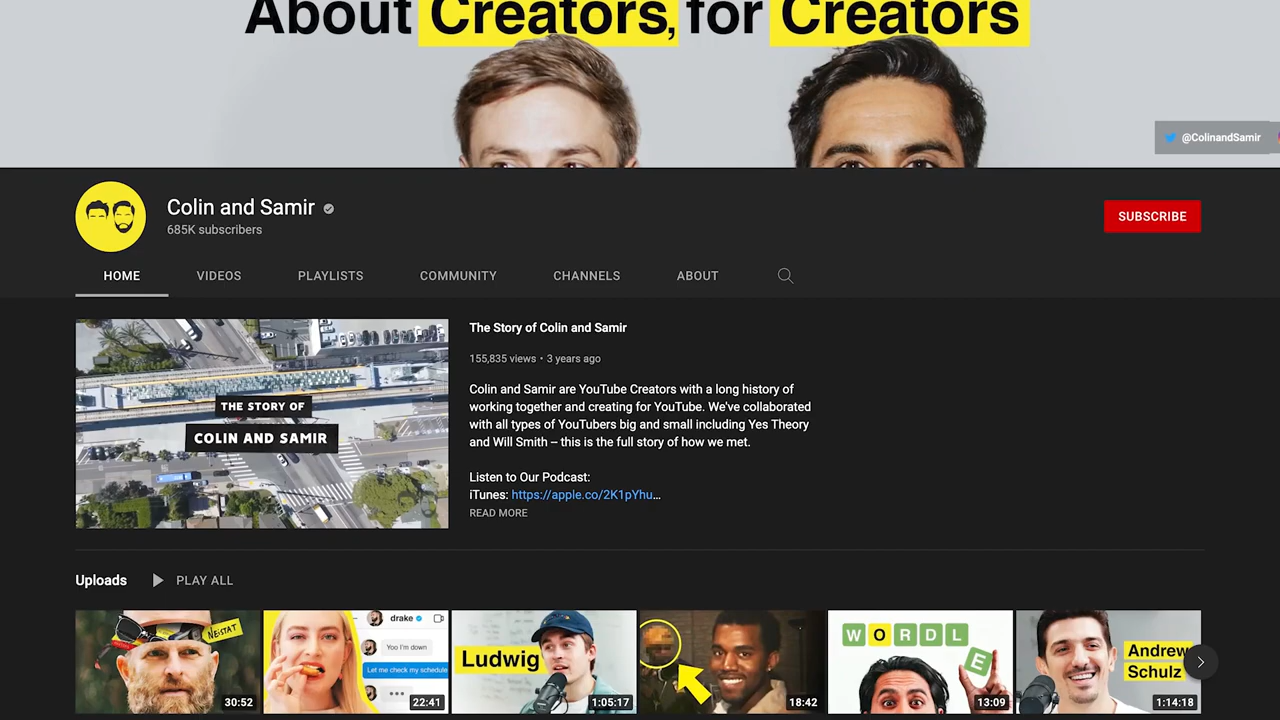 About Creators, for Creators
@ColinandSamir
Colin and Samir
685K subscribers
SUBSCRIBE
HOME
VIDEOS
PLAYLISTS
COMMUNITY
CHANNELS
ABOUT
THE STORY OF
COLIN AND SAMIR
The Story of Colin and Samir
155,835 views • 3 years ago
Colin and Samir are YouTube Creators with a long history of
working together and creating for YouTube. We've collaborated
with all types of YouTubers big and small including Yes Theory
and Will Smith – this is the full story of how we met.
Listen to Our Podcast:
iTunes: https://apple.co/2K1pYhu...
READ MORE
Uploads
PLAY ALL
NEISTAT
30:52
drake
Yoo I'm down
Let me check my schedule
22:41
Ludwig
1:05:17
18:42
WORDLE
13:09
Andrew
Schulz
1:14:18